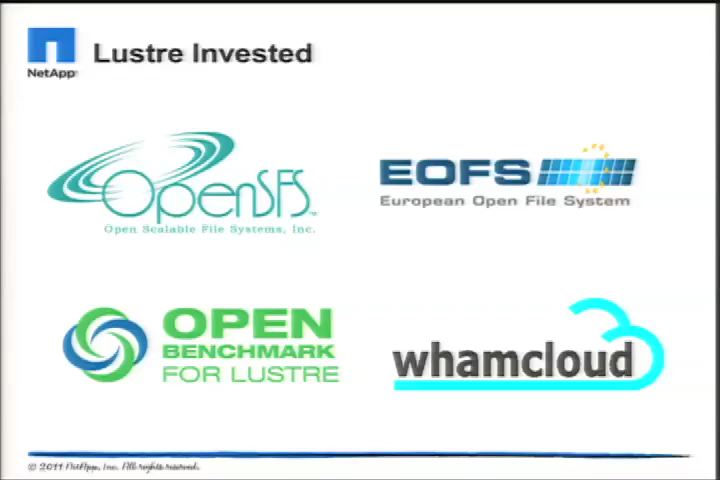 NetApp
Lustre Invested
OpenSFS™
Open Scalable File Systems, Inc.
EOFS
European Open File System
OPEN
BENCHMARK
FOR LUSTRE
whamcloud
© 2011 NetApp, Inc. All rights reserved.